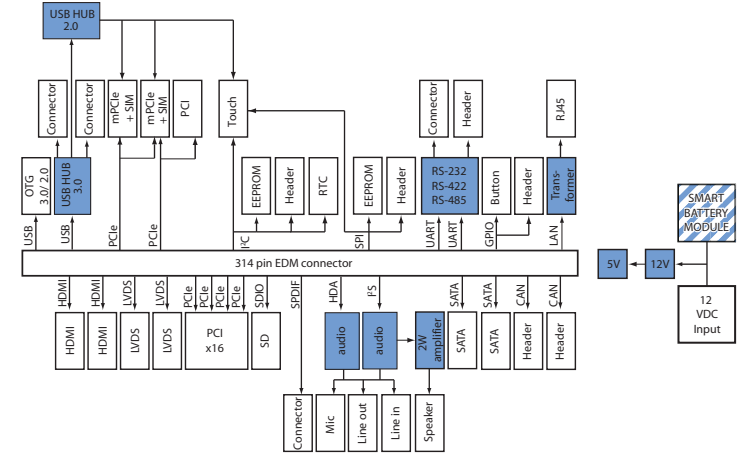 USB HUB
2.0
Connector
Connector
mPCIe
+ SIM
mPCIe
+ SIM
PCI
Touch
Connector
Header
RJ45
OTG
3.0/ 2.0
USB HUB
3.0
EEPROM
Header
RTC
EEPROM
Header
RS-232
RS-422
RS-485
Button
Header
Trans-
former
SMART
BATTERY
MODULE
USB
USB
PCIe
PCIe
I²C
SPI
UART
UART
GPIO
LAN
314 pin EDM connector
5V
12V
HDMI
HDMI
LVDS
LVDS
PCIe
PCIe
PCIe
PCIe
SDIO
SPDIF
HDA
I²S
SATA
SATA
CAN
CAN
12
VDC
Input
HDMI
HDMI
LVDS
LVDS
PCI
x16
SD
audio
audio
2W
amplifier
SATA
SATA
Header
Header
Connector
Mic
Line out
Line in
Speaker